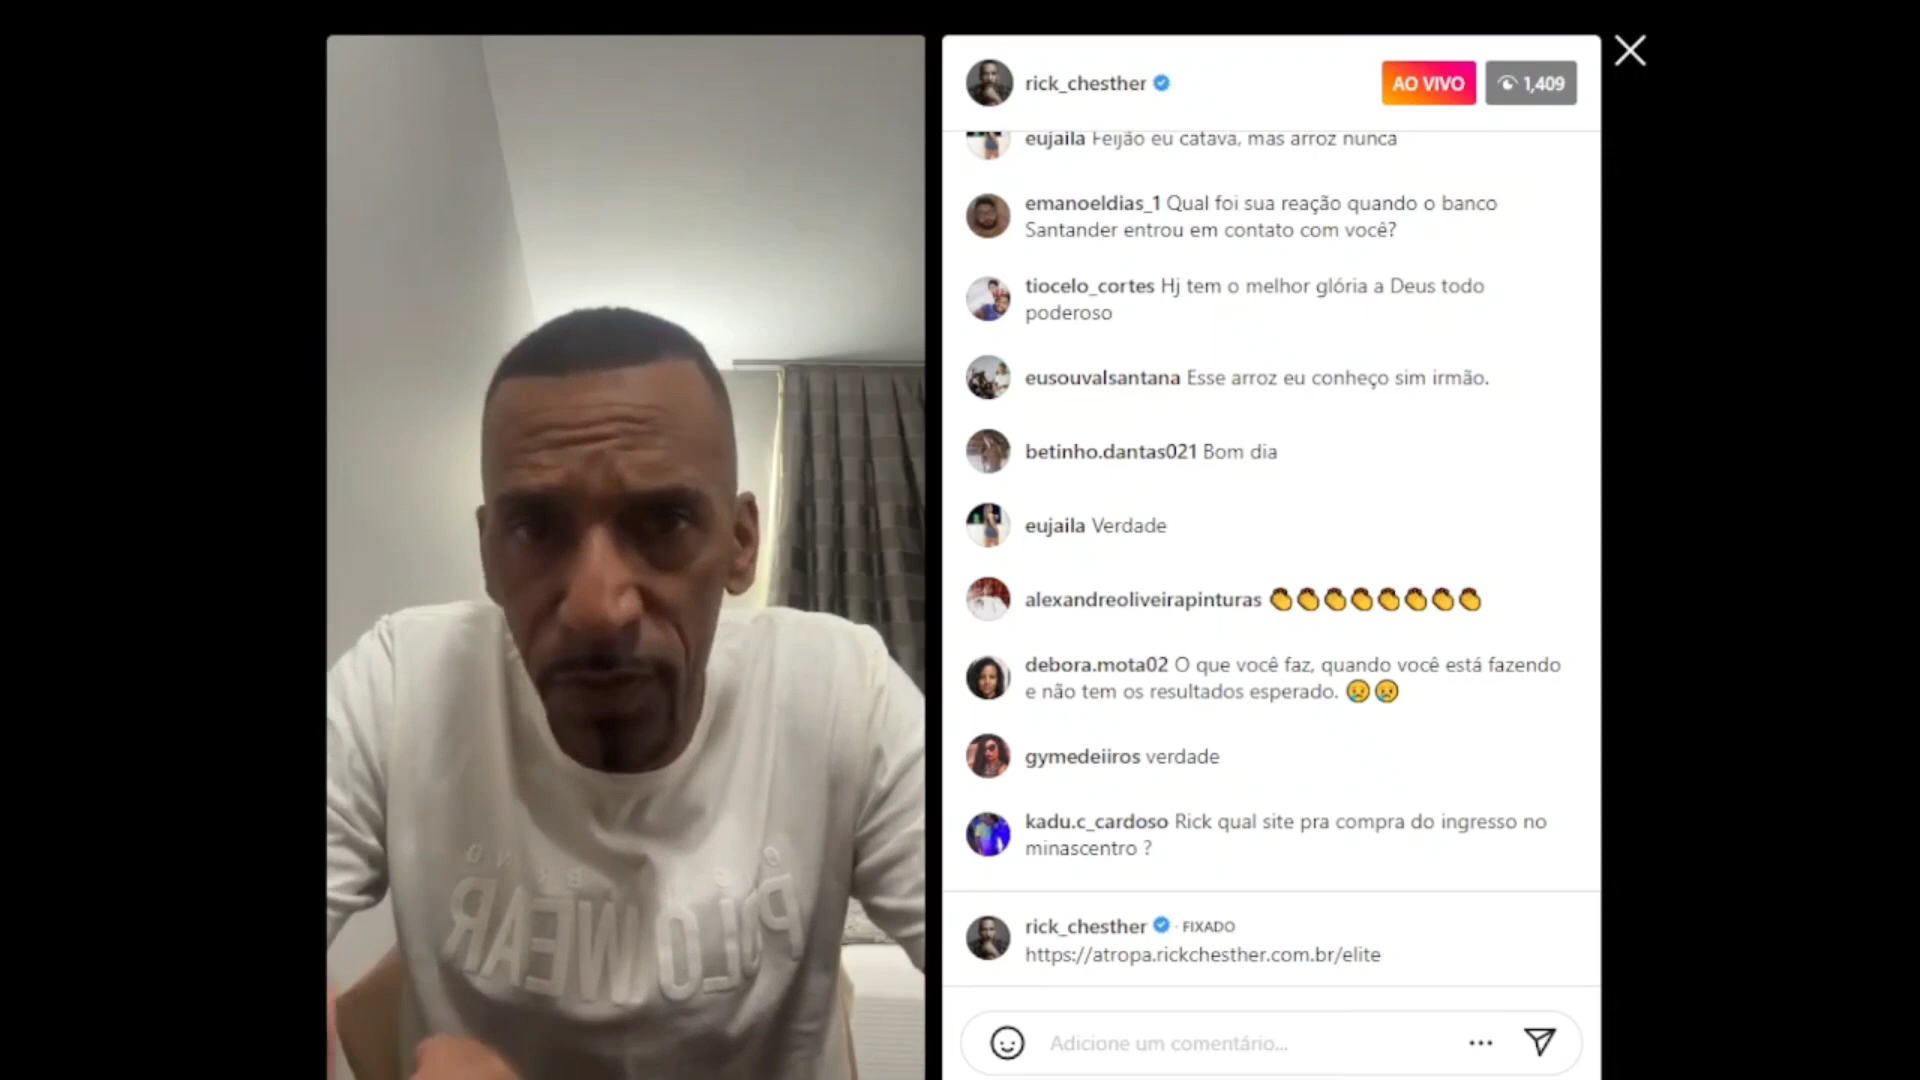 rick_chesther
AO VIVO
1,409
eujaila Feijão eu catava, mas arroz nunca
emanoeldias_1 Qual foi sua reação quando o banco
Santander entrou em contato com você?
tiocelo_cortes Hj tem o melhor glória a Deus todo
poderoso
eusouvalsantana Esse arroz eu conheço sim irmão.
betinho.dantas021 Bom dia
eujaila Verdade
alexandreoliveirapinturas 👏👏👏👏👏👏👏👏
debora.mota02 O que você faz, quando você está fazendo
e não tem os resultados esperado. 😢😢
gymedeiiros verdade
kadu.c_cardoso Rick qual site pra compra do ingresso no
minascentro ?
rick_chesther · FIXADO
https://atropa.rickchesther.com.br/elite
Adicione um comentário...
POLO WEAR